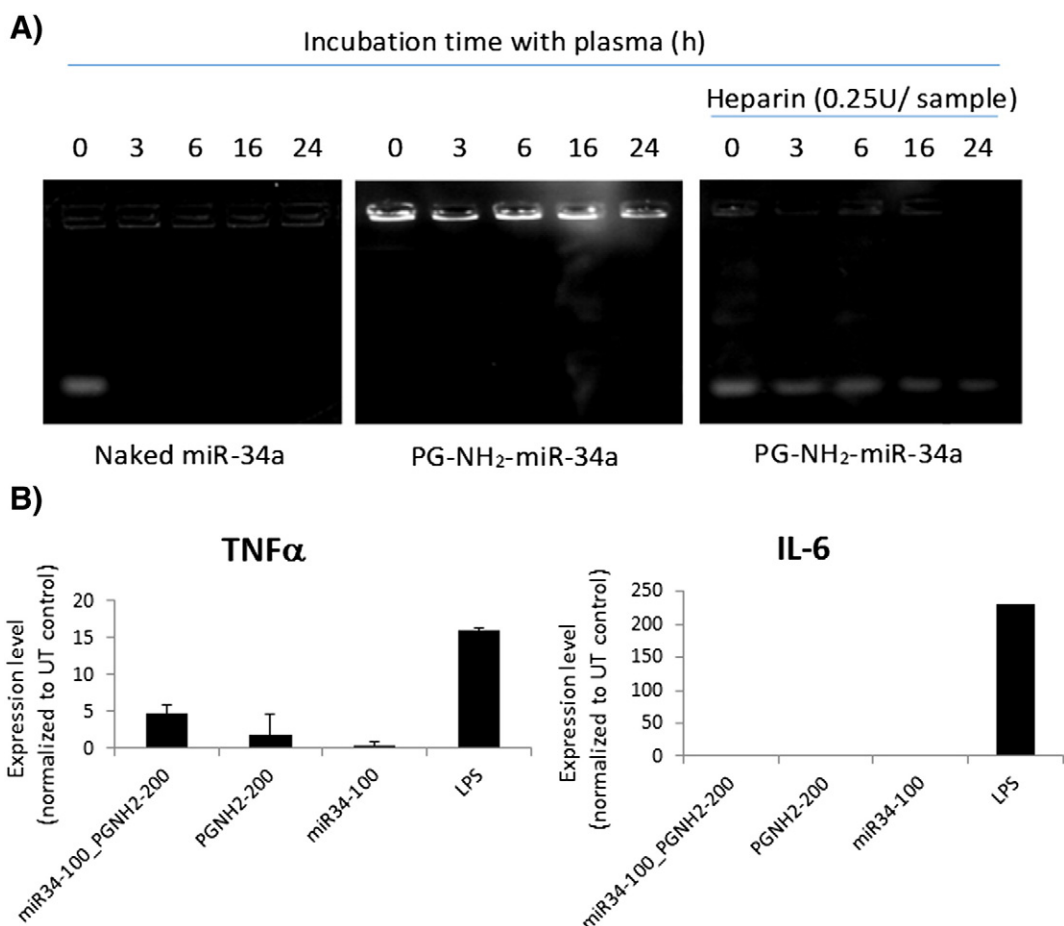 A)
Incubation time with plasma (h)
Heparin (0.25U/ sample)
0 3 6 16 24 0 3 6 16 24 0 3 6 16 24
Naked miR-34a PG-NH₂-miR-34a PG-NH₂-miR-34a
B)
TNFα
Expression level
(normalized to UT control)
20
15
10
5
0
miR34-100_PGNH2-200
PGNH2-200
miR34-100
LPS
IL-6
Expression level
(normalized to UT control)
250
200
150
100
50
0
miR34-100_PGNH2-200
PGNH2-200
miR34-100
LPS